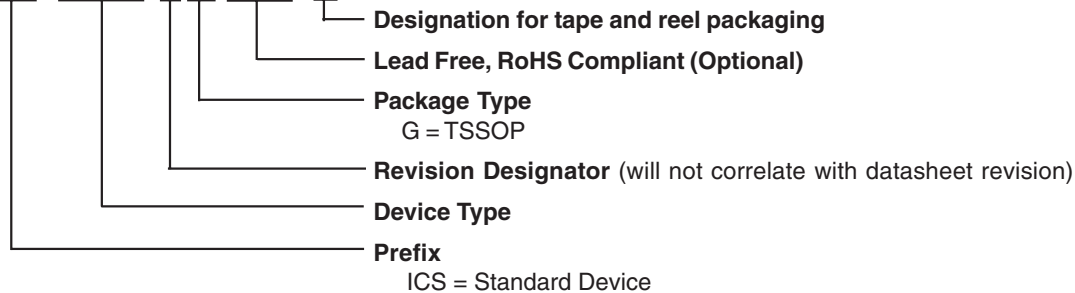 Designation for tape and reel packaging
Lead Free, RoHS Compliant (Optional)
Package Type
G = TSSOP
Revision Designator (will not correlate with datasheet revision)
Device Type
Prefix
ICS = Standard Device